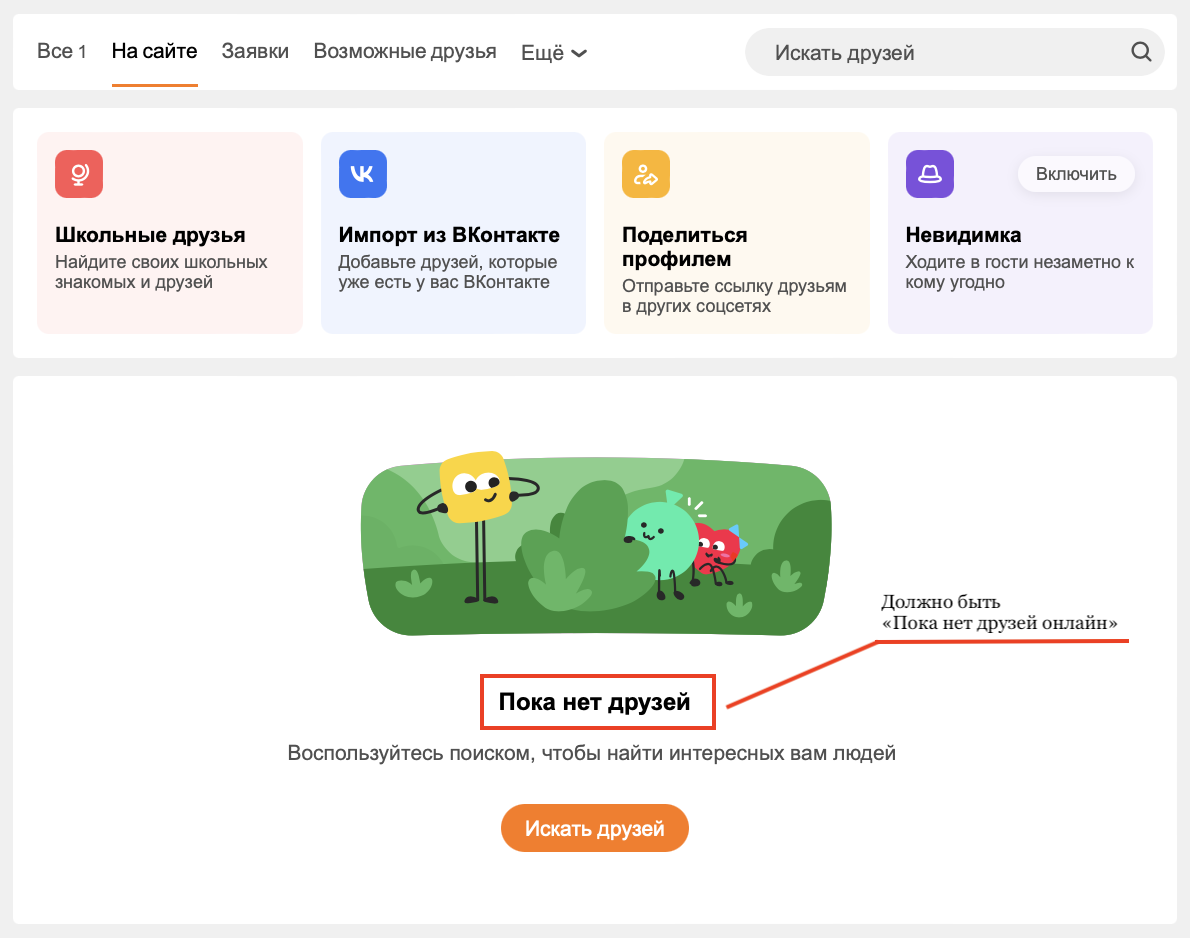 Все 1
На сайте
Заявки
Возможные друзья
Ещё
Искать друзей
Школьные друзья
Найдите своих школьных
знакомых и друзей
Импорт из ВКонтакте
Добавьте друзей, которые
уже есть у вас ВКонтакте
Поделиться
профилем
Отправьте ссылку друзьям
в других соцсетях
Включить
Невидимка
Ходите в гости незаметно к
кому угодно
Должно быть
«Пока нет друзей онлайн»
Пока нет друзей
Воспользуйтесь поиском, чтобы найти интересных вам людей
Искать друзей